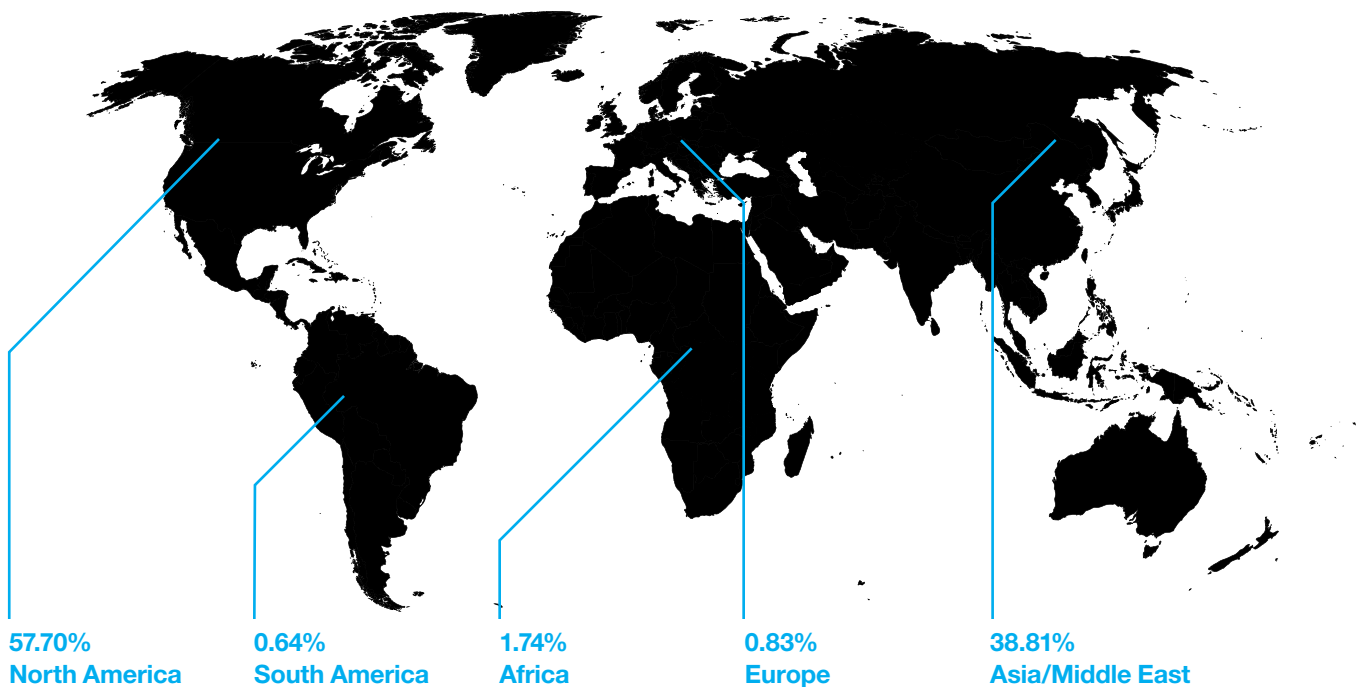 57.70%
North America
0.64%
South America
1.74%
Africa
0.83%
Europe
38.81%
Asia/Middle East